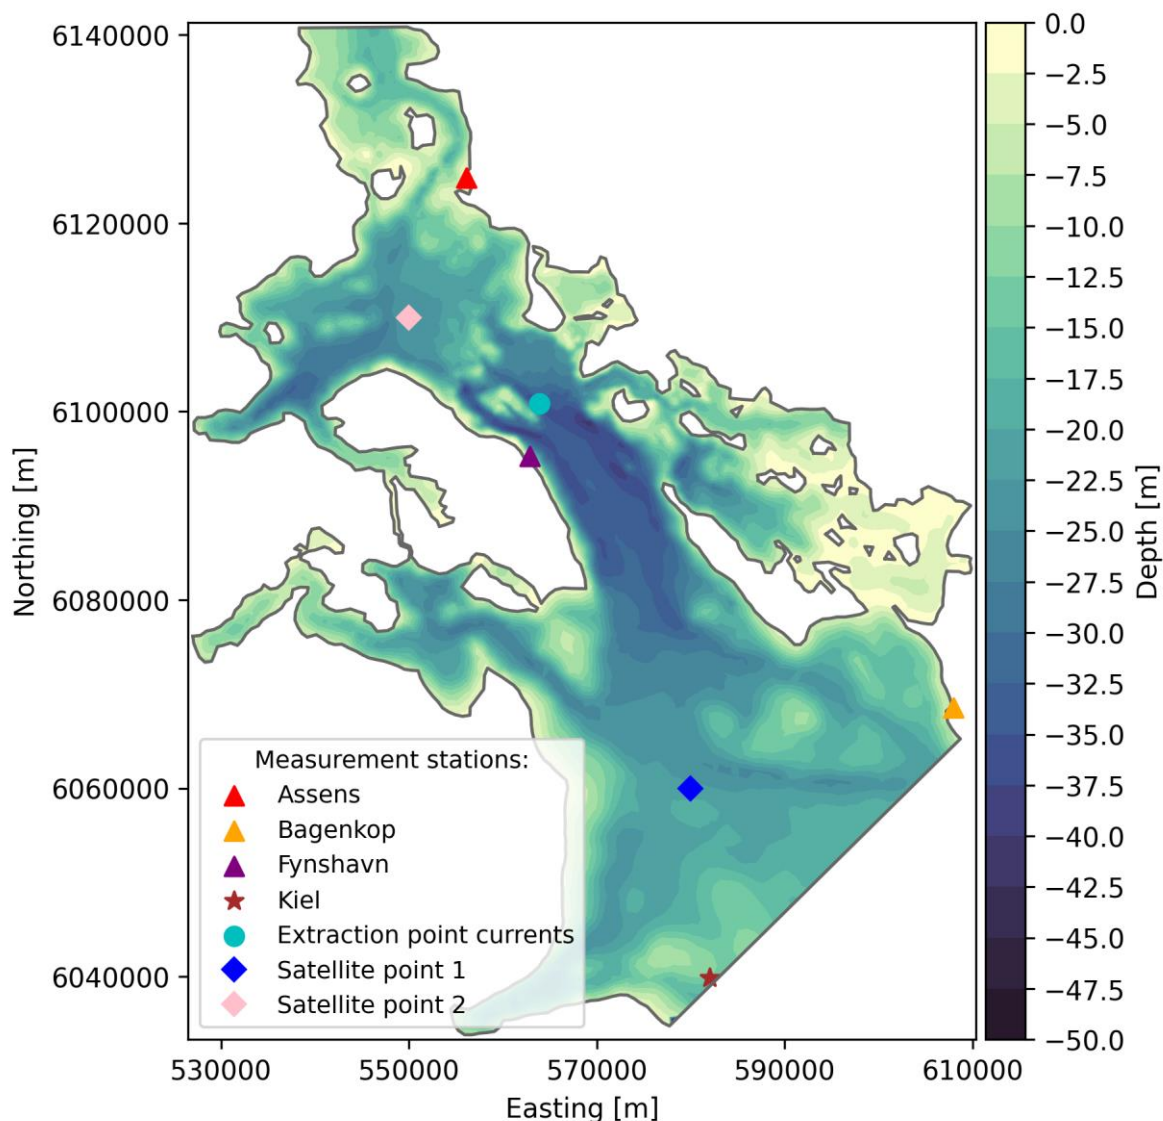 6140000
6120000
6100000
6080000
6060000
6040000
Northing [m]
530000
550000
570000
590000
610000
Easting [m]
Measurement stations:
Assens
Bagenkop
Fynshavn
Kiel
Extraction point currents
Satellite point 1
Satellite point 2
0.0
−2.5
−5.0
−7.5
−10.0
−12.5
−15.0
−17.5
−20.0
−22.5
−25.0
−27.5
−30.0
−32.5
−35.0
−37.5
−40.0
−42.5
−45.0
−47.5
−50.0
Depth [m]